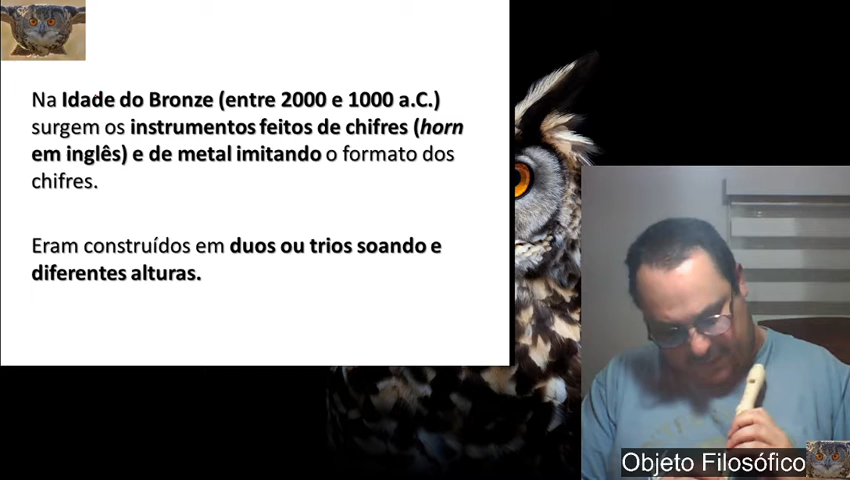 Na Idade do Bronze (entre 2000 e 1000 a.C.)
surgem os instrumentos feitos de chifres (horn
em inglês) e de metal imitando o formato dos
chifres.
Eram construídos em duos ou trios soando e
diferentes alturas.
Objeto Filosófico